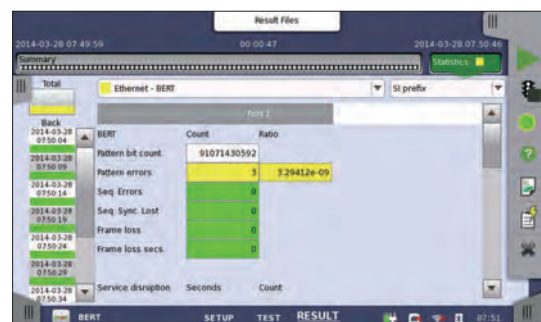 Result Files
2014-03-28 07:49:59 00:00:47 2014-03-28 07:50:46
Summary Statistics
Total Ethernet - BERT SI prefix
Port 1
Back
2014-03-28 07:50:04
2014-03-28 07:50:09
2014-03-28 07:50:14
2014-03-28 07:50:19
2014-03-28 07:50:24
2014-03-28 07:50:29
2014-03-28 07:50:34
BERT Count Ratio
Pattern bit count 91071430592
Pattern errors 3 3.29412e-09
Seq. Errors 0
Seq. Sync. Lost 0
Frame loss 0
Frame loss secs. 0
Service disruption Seconds Count
BERT SETUP TEST RESULT 07:51